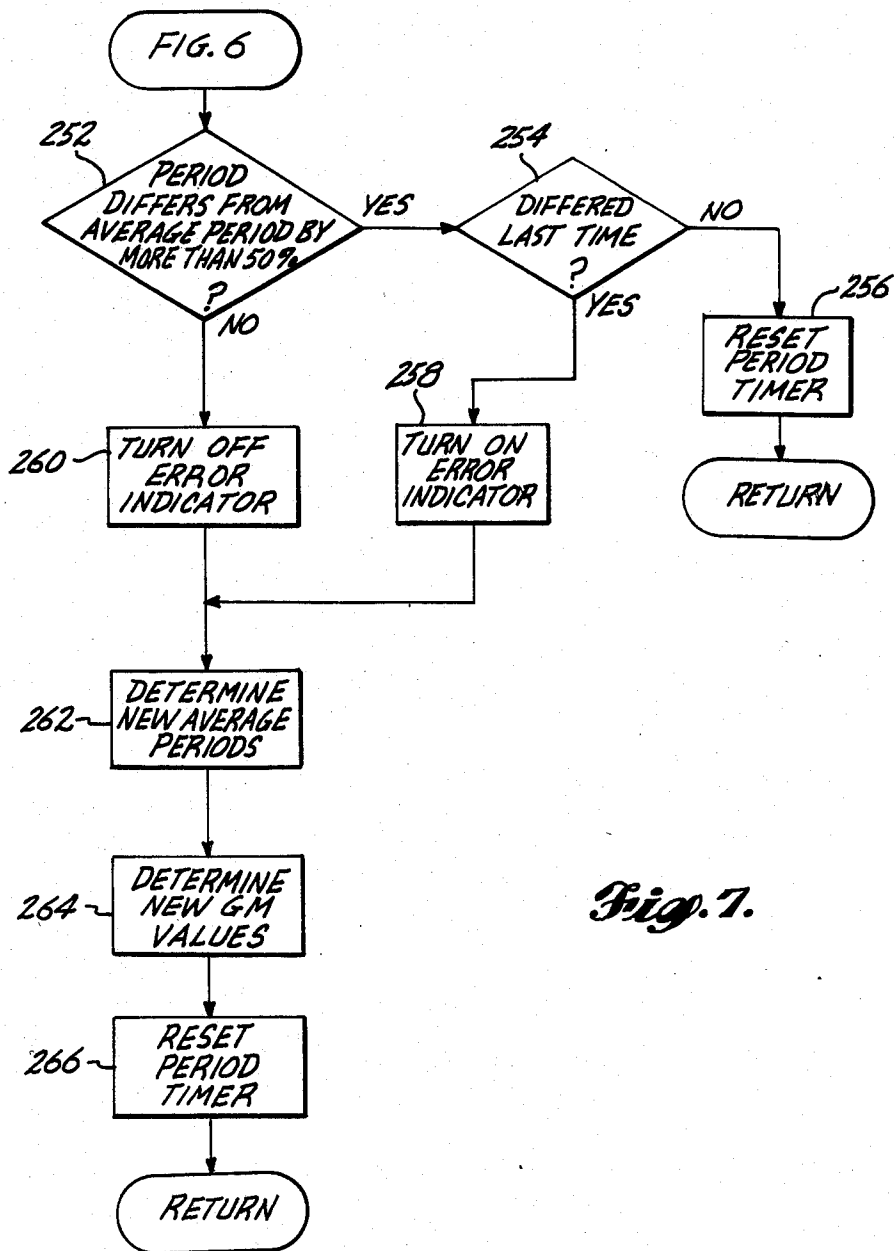 FIG. 6
252
PERIOD
DIFFERS FROM
AVERAGE PERIOD BY
MORE THAN 50%
?
YES
NO
254
DIFFERED
LAST TIME
?
NO
YES
256
RESET
PERIOD
TIMER
RETURN
258
TURN ON
ERROR
INDICATOR
260
TURN OFF
ERROR
INDICATOR
262
DETERMINE
NEW AVERAGE
PERIODS
264
DETERMINE
NEW GM
VALUES
Fig. 7.
266
RESET
PERIOD
TIMER
RETURN